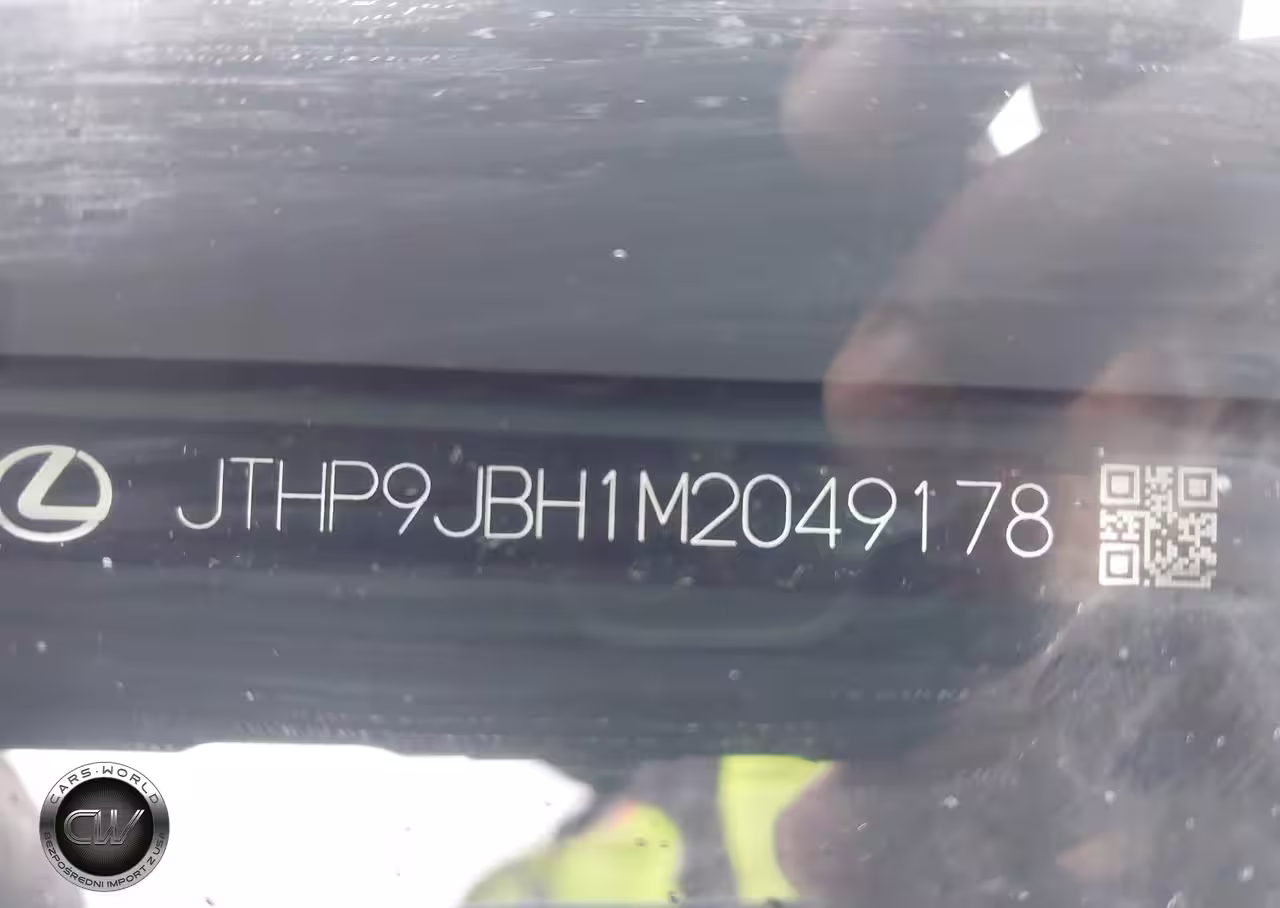 JTHP9JBH1M2049178
CARS·WORLD
CW
BEZPOŚREDNI IMPORT Z USA